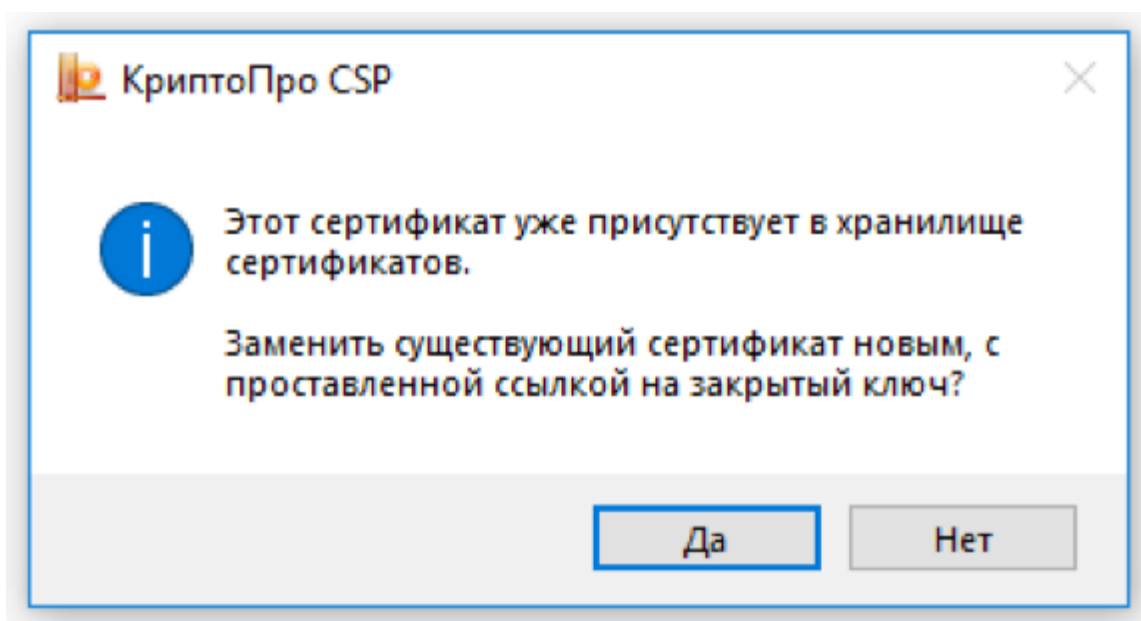 КриптоПро CSP
Этот сертификат уже присутствует в хранилище
сертификатов.
Заменить существующий сертификат новым, с
проставленной ссылкой на закрытый ключ?
Да
Нет